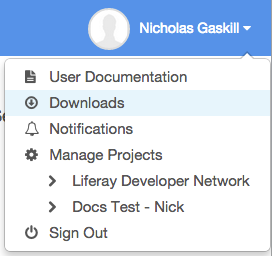 Nicholas Gaskill
User Documentation
Downloads
Notifications
Manage Projects
Liferay Developer Network
Docs Test - Nick
Sign Out